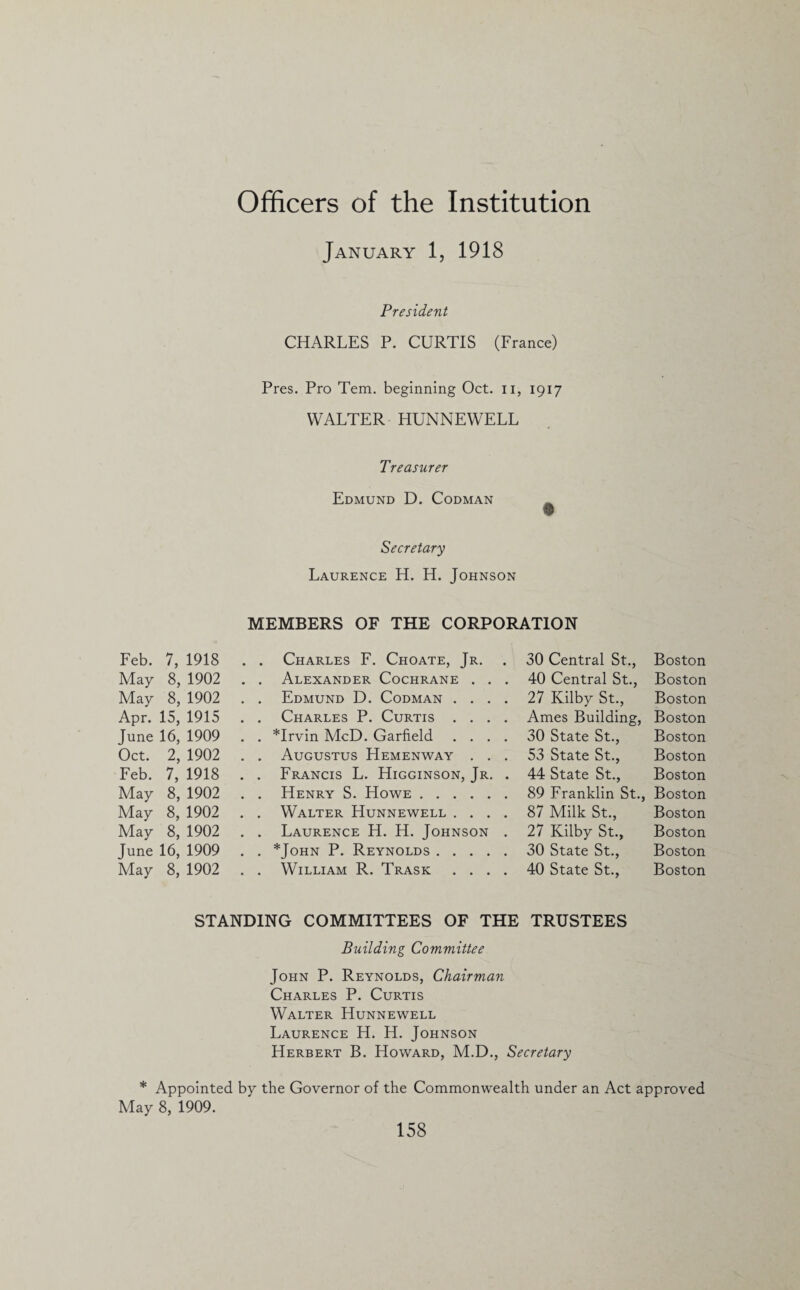 Officers of the Institution
January 1, 1918
President
CHARLES P. CURTIS (France)
Pres. Pro Tem. beginning Oct. 11, 1917
WALTER HUNNEWELL
Treasurer
Edmund D. Codman
Secretary
Laurence H. H. Johnson
MEMBERS OF THE CORPORATION
Feb. 7, 1918 . . Charles F. Choate, Jr. . 30 Central St., Boston
May 8, 1902 . . Alexander Cochrane . . . 40 Central St., Boston
May 8, 1902 . . Edmund D. Codman . . . . 27 Kilby St., Boston
Apr. 15, 1915 . . Charles P. Curtis . . . . Ames Building, Boston
June 16, 1909 . . *Irvin McD. Garfield . . . . 30 State St., Boston
Oct. 2, 1902 . . Augustus Hemenway . . . 53 State St., Boston
Feb. 7, 1918 . . Francis L. Higginson, Jr. . 44 State St., Boston
May 8, 1902 . . Henry S. Howe . . . . . . 89 Franklin St., Boston
May 8, 1902 . . Walter Hunnewell . . . . 87 Milk St., Boston
May 8, 1902 . . Laurence H. H. Johnson . 27 Kilby St., Boston
June 16, 1909 . . *John P. Reynolds . . . . . 30 State St., Boston
May 8, 1902 . . William R. Trask . . . . 40 State St., Boston
STANDING COMMITTEES OF THE TRUSTEES
Building Committee
John P. Reynolds, Chairman
Charles P. Curtis
Walter Hunnewell
Laurence H. H. Johnson
Herbert B. Howard, M.D., Secretary
* Appointed by the Governor of the Commonwealth under an Act approved
May 8, 1909.
158